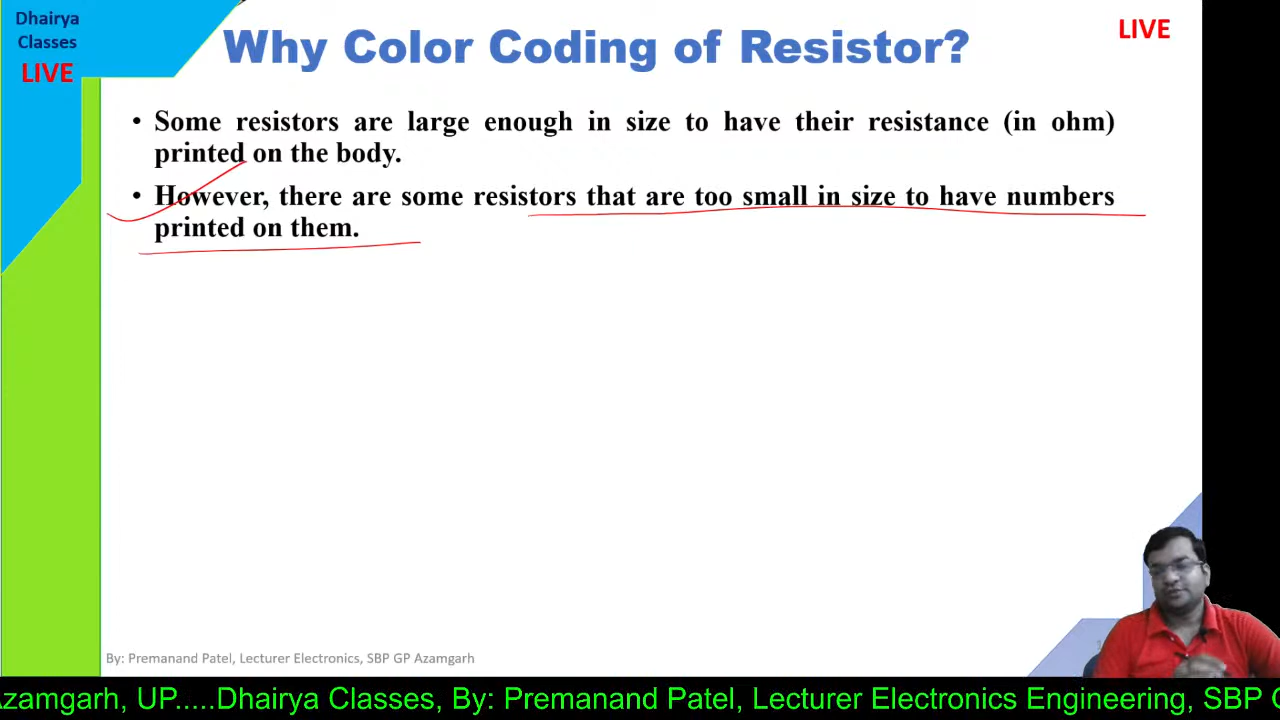 Dhairya
Classes
LIVE
Why Color Coding of Resistor?
LIVE
• Some resistors are large enough in size to have their resistance (in ohm)
printed on the body.
• However, there are some resistors that are too small in size to have numbers
printed on them.
By: Premanand Patel, Lecturer Electronics, SBP GP Azamgarh
Azamgarh, UP.....Dhairya Classes, By: Premanand Patel, Lecturer Electronics Engineering, SBP G